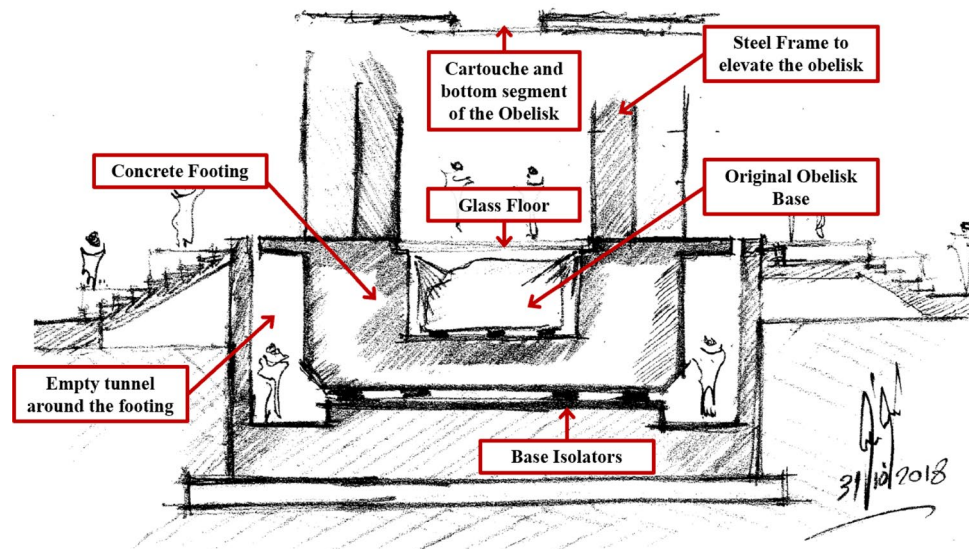 Cartouche and
bottom segment
of the Obelisk
Steel Frame to
elevate the obelisk
Concrete Footing
Glass Floor
Original Obelisk
Base
Empty tunnel
around the footing
Base Isolators
31/10/2018